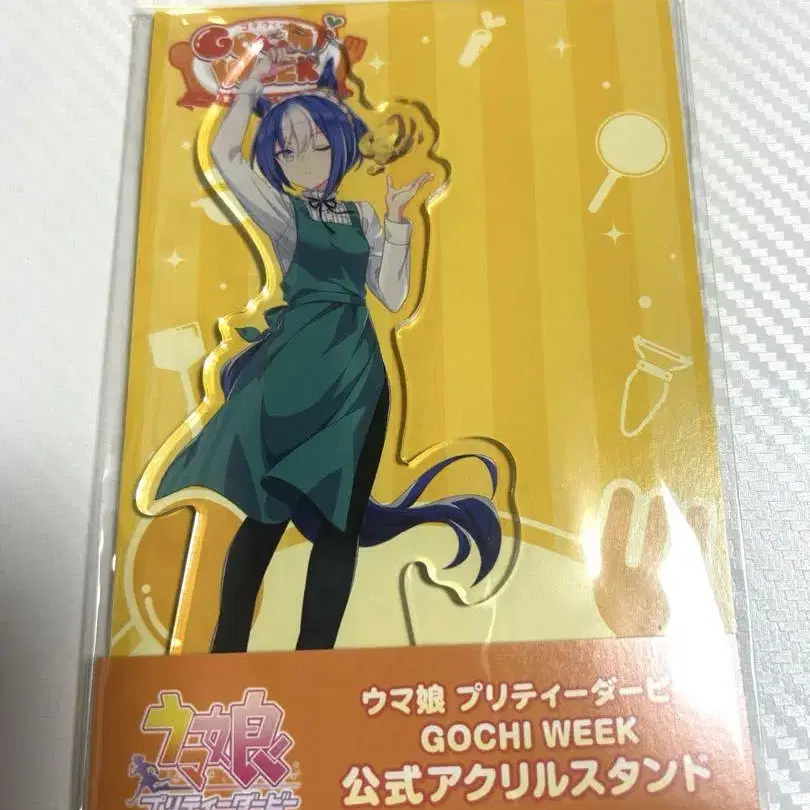 GOCHI
WEEK
ウマ娘
プリティーダービー
ウマ娘 プリティーダービ
GOCHI WEEK
公式アクリルスタンド